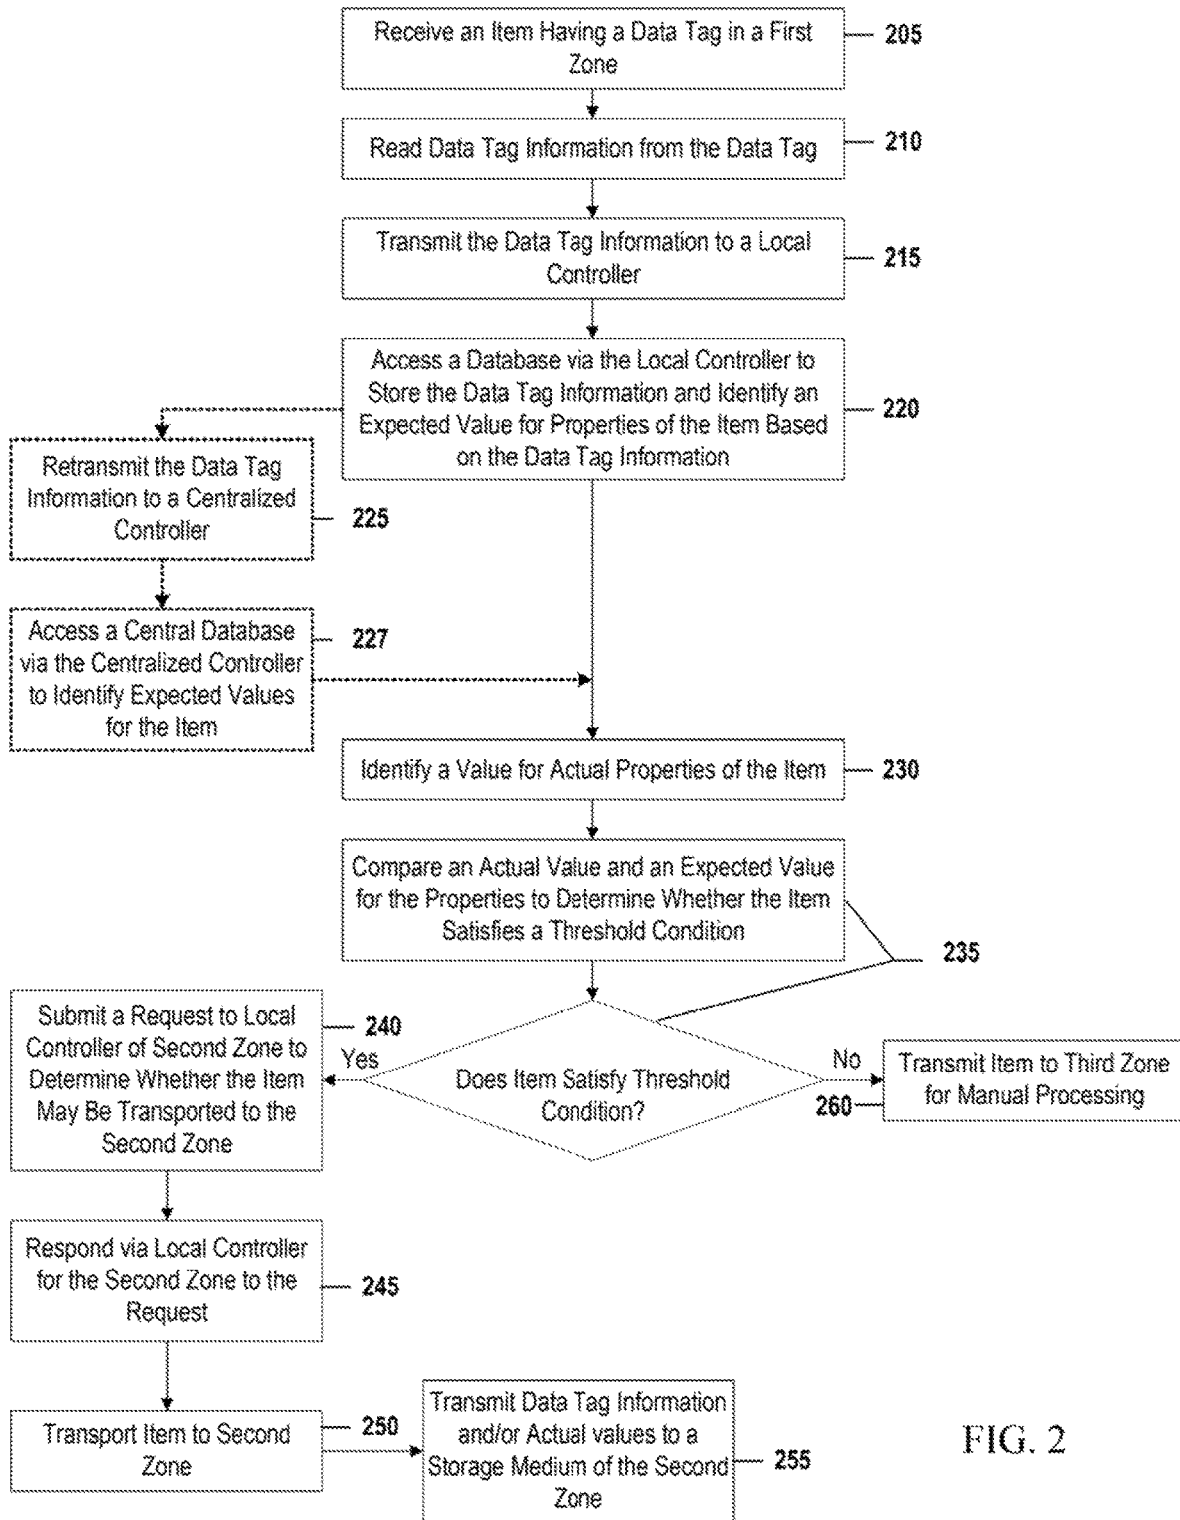 Receive an Item Having a Data Tag in a First
Zone
205
Read Data Tag Information from the Data Tag
210
Transmit the Data Tag Information to a Local
Controller
215
Access a Database via the Local Controller to
Store the Data Tag Information and Identify an
Expected Value for Properties of the Item Based
on the Data Tag Information
220
Retransmit the Data Tag
Information to a Centralized
Controller
225
Access a Central Database
via the Centralized Controller
to Identify Expected Values
for the Item
227
Identify a Value for Actual Properties of the Item
230
Compare an Actual Value and an Expected Value
for the Properties to Determine Whether the Item
Satisfies a Threshold Condition
235
Does Item Satisfy Threshold
Condition?
Yes
No
Submit a Request to Local
Controller of Second Zone to
Determine Whether the Item
May Be Transported to the
Second Zone
240
Transmit Item to Third Zone
for Manual Processing
260
Respond via Local Controller
for the Second Zone to the
Request
245
Transport Item to Second
Zone
250
Transmit Data Tag Information
and/or Actual values to a
Storage Medium of the Second
Zone
255
FIG. 2